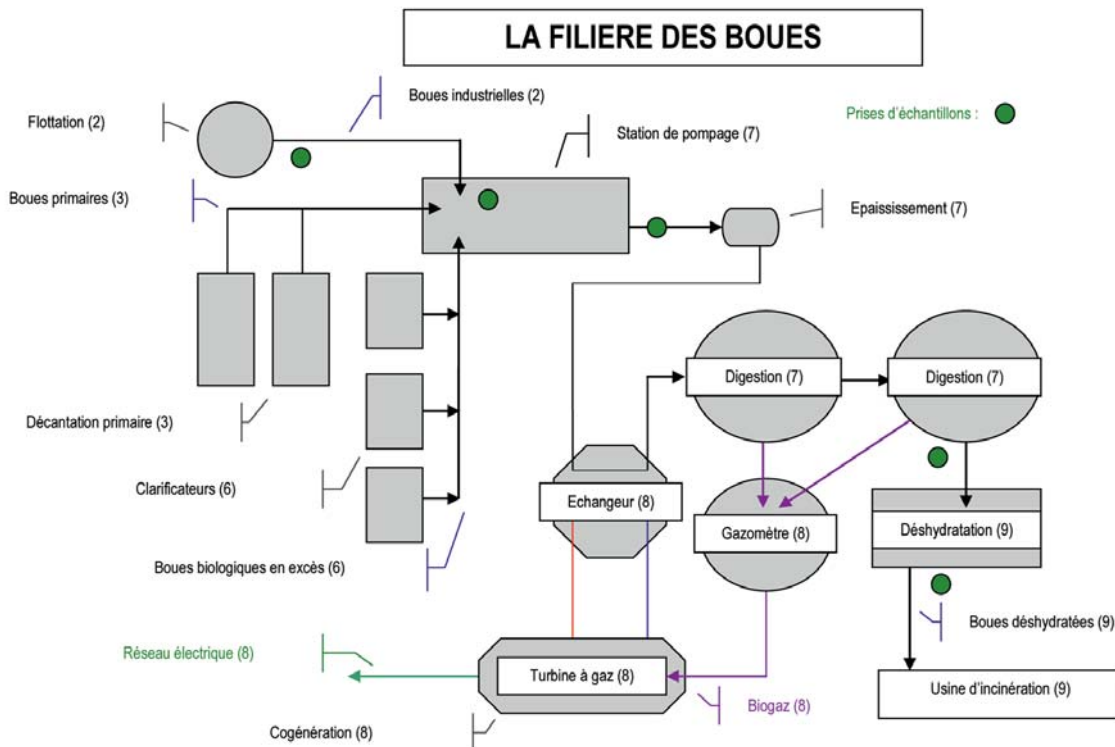 LA FILIERE DES BOUES
Boues industrielles (2)
Flottation (2)
Station de pompage (7)
Prises d'échantillons :
Boues primaires (3)
Epaississement (7)
Digestion (7)
Digestion (7)
Décantation primaire (3)
Clarificateurs (6)
Echangeur (8)
Gazomètre (8)
Déshydratation (9)
Boues biologiques en excès (6)
Boues déshydratées (9)
Réseau électrique (8)
Turbine à gaz (8)
Biogaz (8)
Usine d'incinération (9)
Cogénération (8)